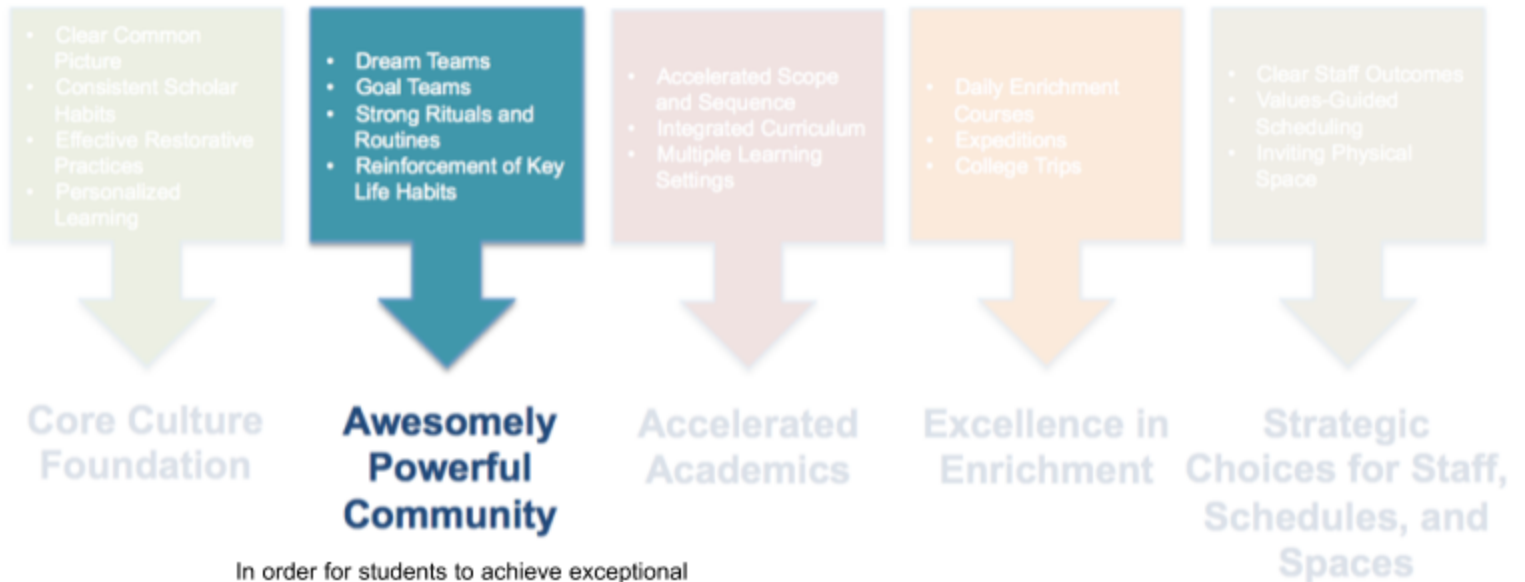 • Clear Common
Picture
• Consistent Scholar
Habits
• Effective Restorative
Practices
• Personalized
Learning
• Dream Teams
• Goal Teams
• Strong Rituals and
Routines
• Reinforcement of Key
Life Habits
• Accelerated Scope
and Sequence
• Integrated Curriculum
• Multiple Learning
Settings
• Daily Enrichment
Courses
• Expeditions
• College Trips
• Clear Staff Outcomes
• Values-Guided
Scheduling
• Inviting Physical
Space
Core Culture
Foundation
Awesomely
Powerful
Community
Accelerated
Academics
Excellence in
Enrichment
Strategic
Choices for Staff,
Schedules, and
Spaces
In order for students to achieve exceptional